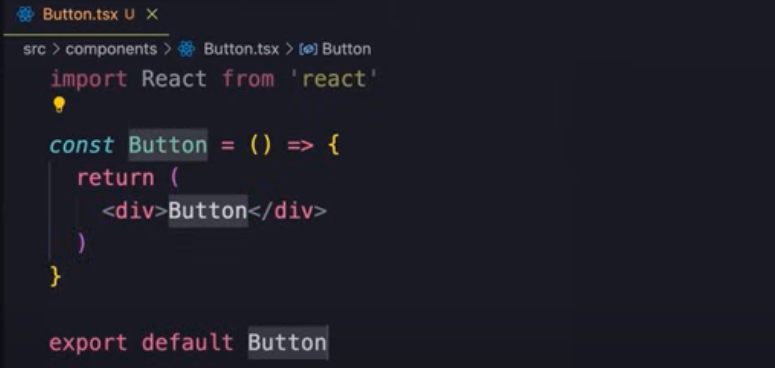 Button.tsx U ×
src > components > Button.tsx > Button
import React from 'react'
const Button = () => {
return (
<div>Button</div>
)
}
export default Button